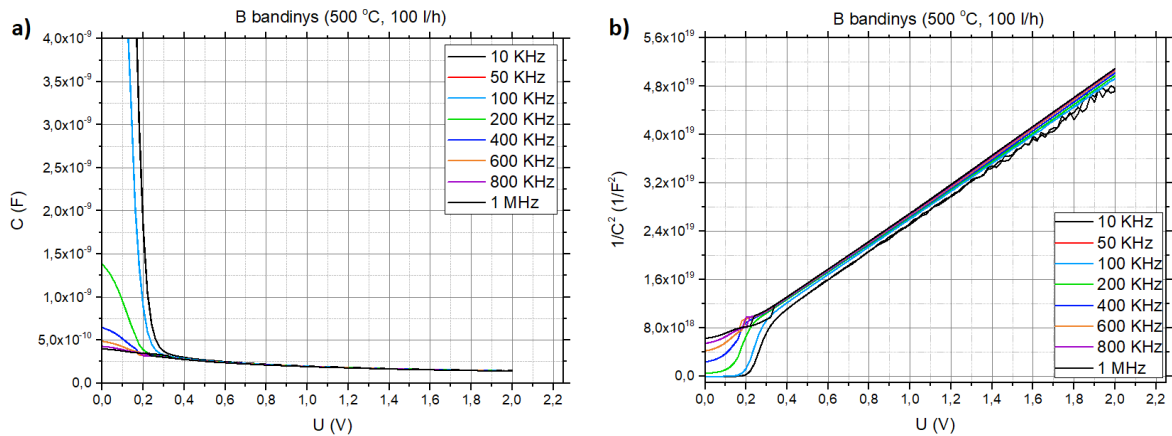 a)
B bandinys (500 °C, 100 l/h)
4,0x10⁻⁹
3,5x10⁻⁹
3,0x10⁻⁹
2,5x10⁻⁹
2,0x10⁻⁹
1,5x10⁻⁹
1,0x10⁻⁹
5,0x10⁻¹⁰
0,0
C (F)
10 KHz
50 KHz
100 KHz
200 KHz
400 KHz
600 KHz
800 KHz
1 MHz
0,0 0,2 0,4 0,6 0,8 1,0 1,2 1,4 1,6 1,8 2,0 2,2
U (V)
b)
B bandinys (500 °C, 100 l/h)
5,6x10¹⁹
4,8x10¹⁹
4,0x10¹⁹
3,2x10¹⁹
2,4x10¹⁹
1,6x10¹⁹
8,0x10¹⁸
0,0
1/C² (1/F²)
10 KHz
50 KHz
100 KHz
200 KHz
400 KHz
600 KHz
800 KHz
1 MHz
0,0 0,2 0,4 0,6 0,8 1,0 1,2 1,4 1,6 1,8 2,0 2,2
U (V)